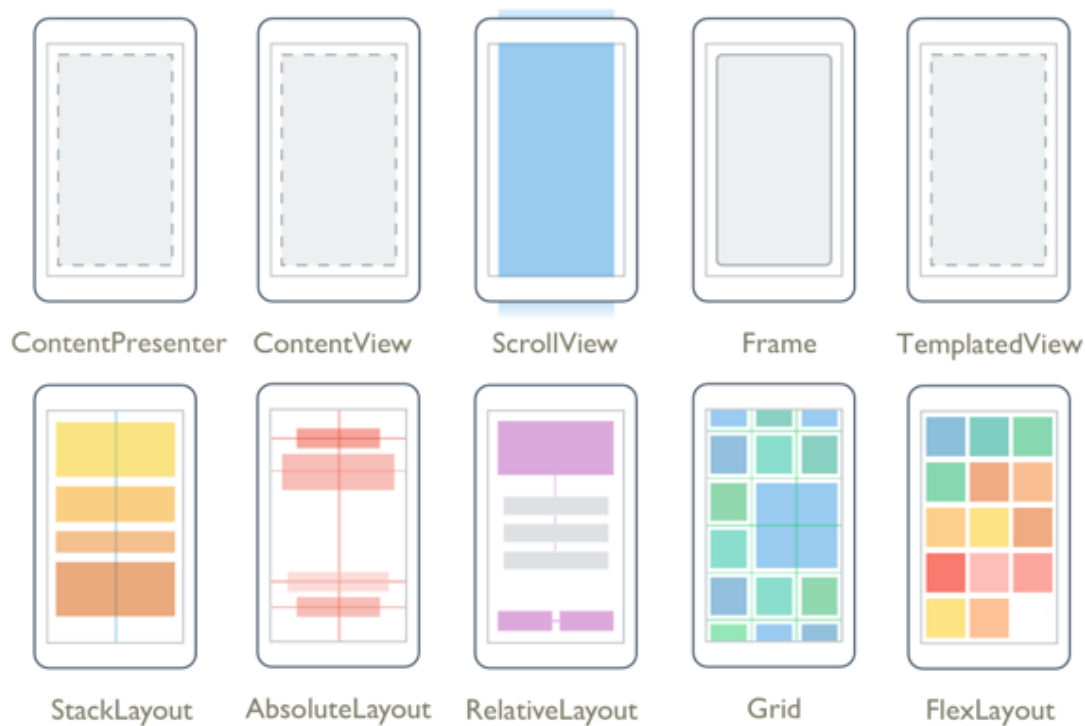 ContentPresenter ContentView ScrollView Frame TemplatedView
StackLayout AbsoluteLayout RelativeLayout Grid FlexLayout